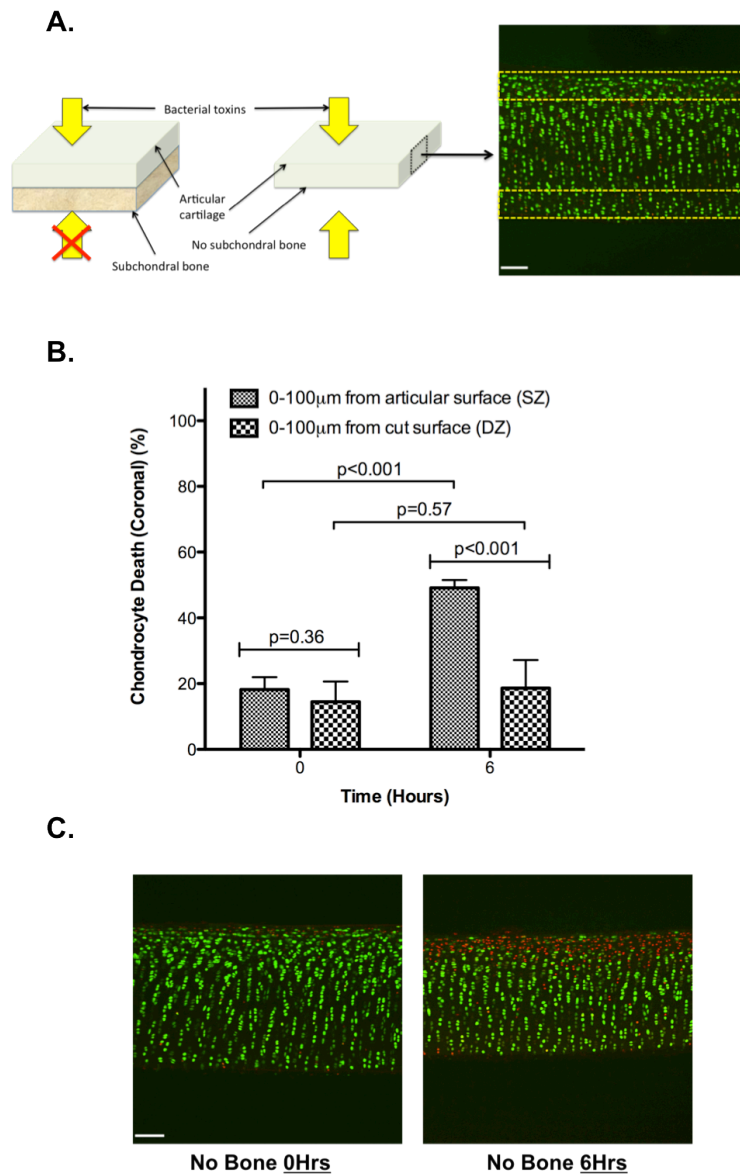 A.
Bacterial toxins
Articular
cartilage
No subchondral bone
Subchondral bone
B.
0-100μm from articular surface (SZ)
0-100μm from cut surface (DZ)
Chondrocyte Death (Coronal) (%)
100
80
60
40
20
0
p<0.001
p=0.57
p<0.001
p=0.36
0
6
Time (Hours)
C.
No Bone 0Hrs
No Bone 6Hrs